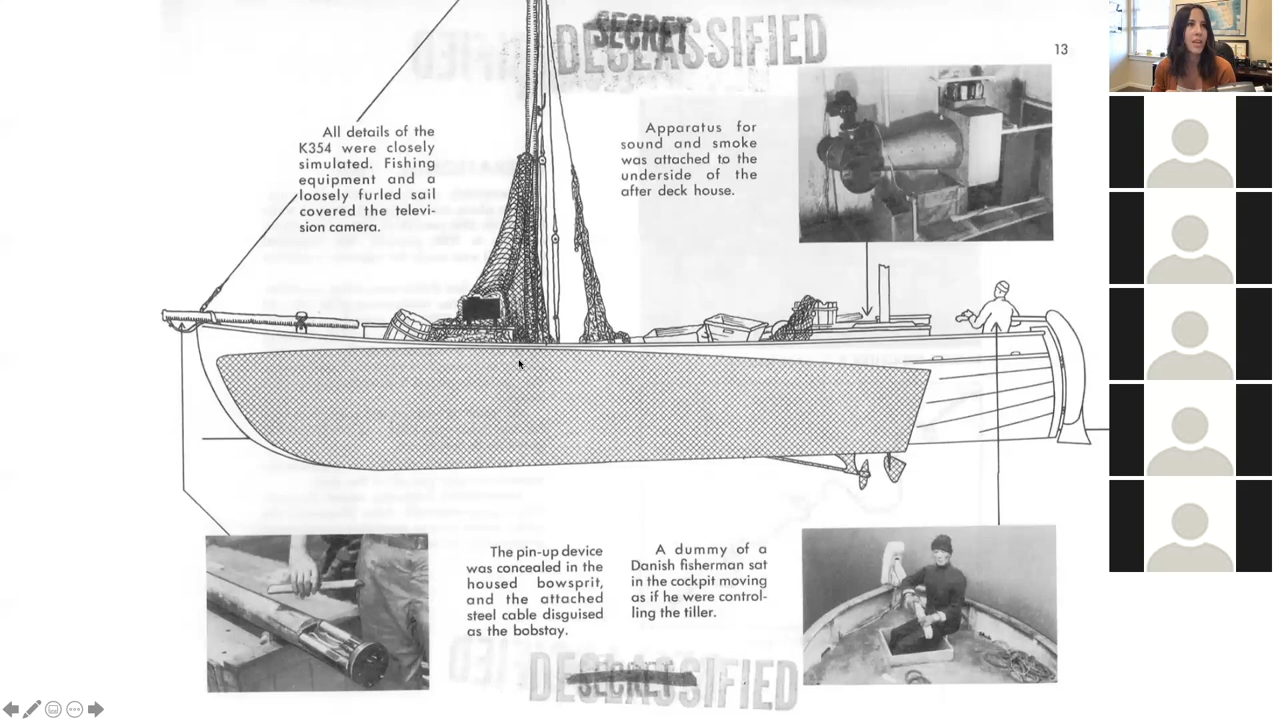 DECLASSIFIED
SECRET
13
All details of the
K354 were closely
simulated. Fishing
equipment and a
loosely furled sail
covered the televi-
sion camera.
Apparatus for
sound and smoke
was attached to the
underside of the
after deck house.
The pin-up device
was concealed in the
housed bowsprit,
and the attached
steel cable disguised
as the bobstay.
A dummy of a
Danish fisherman sat
in the cockpit moving
as if he were control-
ling the tiller.
DECLASSIFIED
SECRET